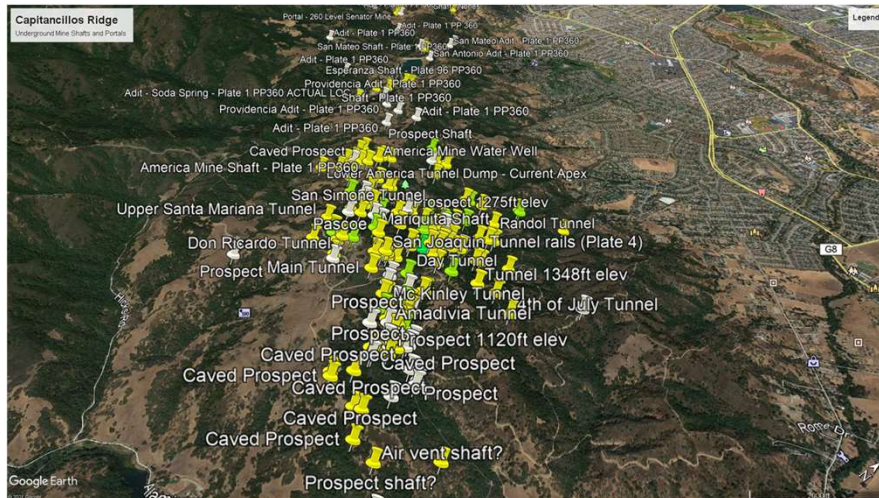 Capitancillos Ridge
Underground Mine Shafts and Portals
Legend
Portal - 260 Level Senator Mine
Adit - Plate 1 PP 360
Adit - Plate 1 PP360
San Mateo Adit - Plate 1 PP360
San Mateo Shaft - Plate 1 PP360
San Antonio Adit - Plate 1 PP360
Adit - Plate 1 PP360
Esperanza Shaft - Plate 96 PP360
Providencia Adit - Plate 1 PP360
Adit - Soda Spring - Plate 1 PP360 ACTUAL LOC
Shaft - Plate 1 PP360
Providencia Adit - Plate 1 PP360
Adit - Plate 1 PP360
Adit - Plate 1 PP360
Prospect Shaft
Caved Prospect
America Mine Water Well
America Mine Shaft - Plate 1 PP360
Lower America Tunnel Dump - Current Apex
San Simone Tunnel
Prospect 1275ft elev
Upper Santa Mariana Tunnel
Pascoe
Mariquita Shaft
Randol Tunnel
Don Ricardo Tunnel
San Joaquin Tunnel rails (Plate 4)
G8
Prospect
Main Tunnel
Day Tunnel
Tunnel 1348ft elev
Mc Kinley Tunnel
4th of July Tunnel
Prospect
Amadivia Tunnel
Prospect
Prospect 1120ft elev
Caved Prospect
Caved Prospect
Caved Prospect
Caved Prospect
Prospect
Caved Prospect
Caved Prospect
Rome Dr
Air vent shaft?
Prospect shaft?
Google Earth
N